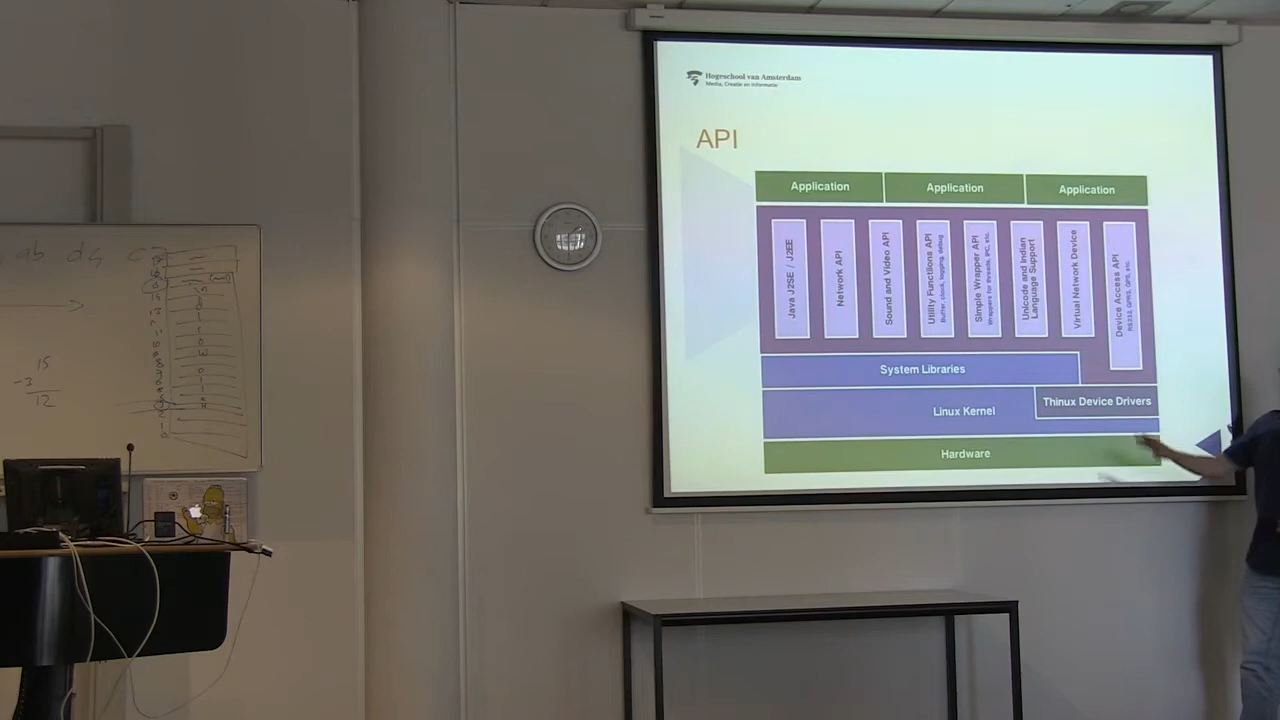 Hogeschool van Amsterdam
Media, Creatie en Informatie
API
Application
Application
Application
Java J2SE / J2EE
Network API
Sound and Video API
Utility Functions API
Buffer, clock, logging, debug
Simple Wrapper API
Wrappers for threads, IPC, etc.
Unicode and Indian
Language Support
Virtual Network Device
Device Access API
RS232, GPRS, GPS, etc.
System Libraries
Linux Kernel
Thinux Device Drivers
Hardware
ab
15
-3
12